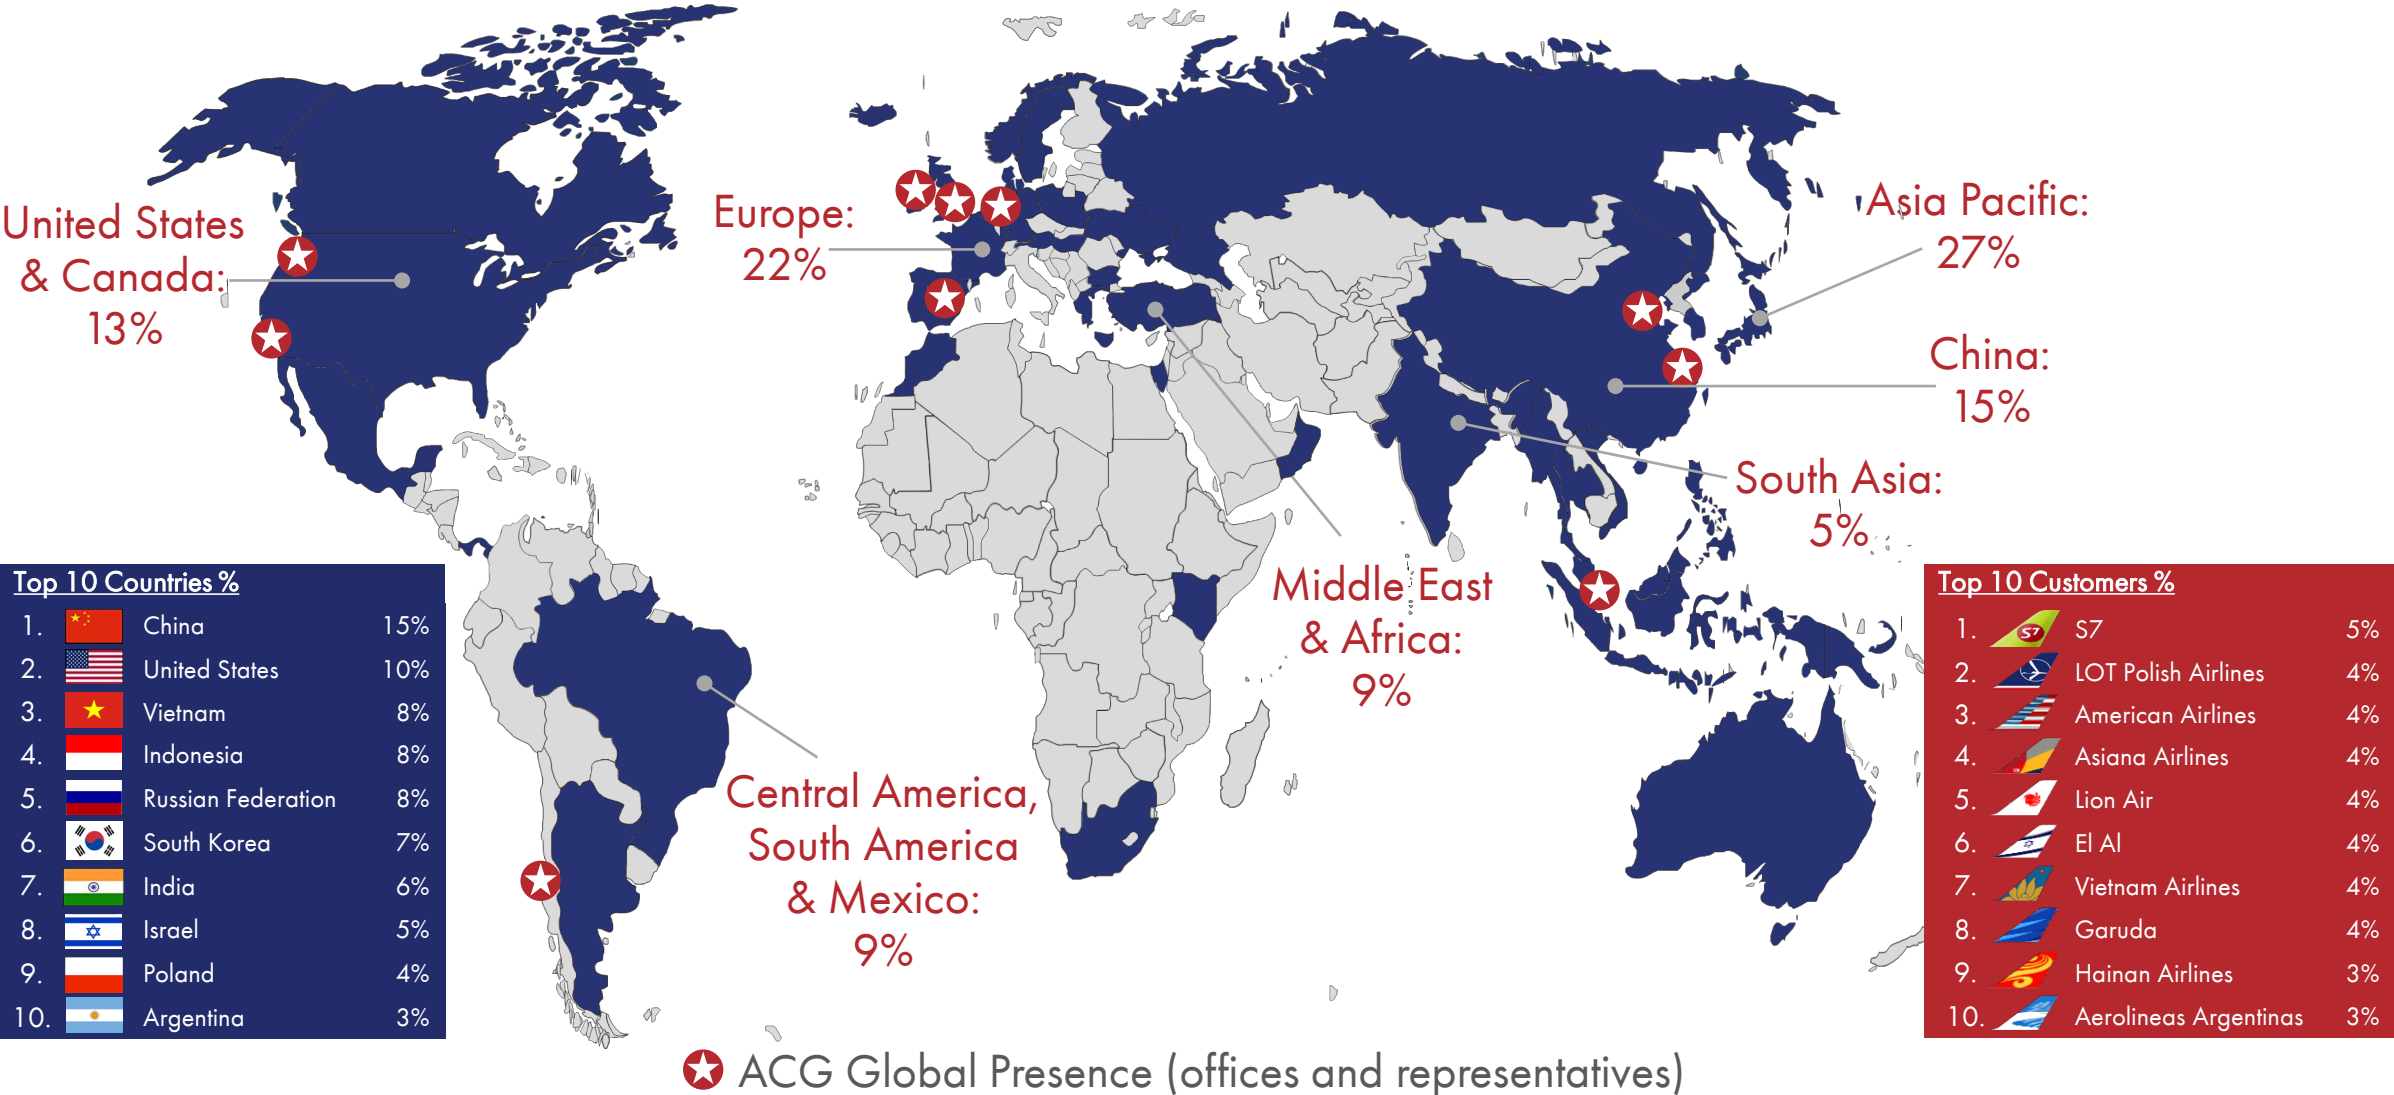 United States
& Canada:
13%
Europe:
22%
Asia Pacific:
27%
China:
15%
South Asia:
5%
Middle East
& Africa:
9%
Central America,
South America
& Mexico:
9%
Top 10 Countries %
1. China 15%
2. United States 10%
3. Vietnam 8%
4. Indonesia 8%
5. Russian Federation 8%
6. South Korea 7%
7. India 6%
8. Israel 5%
9. Poland 4%
10. Argentina 3%
Top 10 Customers %
1. S7 S7 5%
2. LOT Polish Airlines 4%
3. American Airlines 4%
4. Asiana Airlines 4%
5. Lion Air 4%
6. El Al 4%
7. Vietnam Airlines 4%
8. Garuda 4%
9. Hainan Airlines 3%
10. Aerolineas Argentinas 3%
ACG Global Presence (offices and representatives)